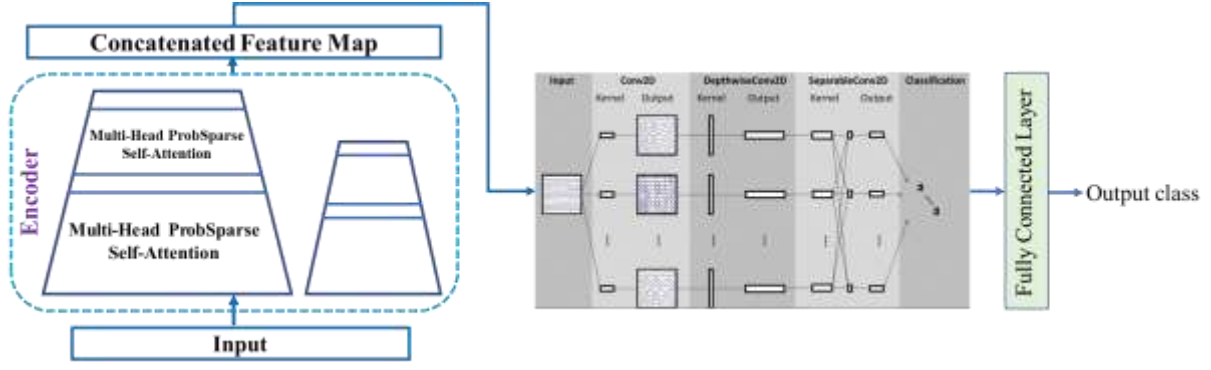 Concatenated Feature Map
Encoder
Multi-Head ProbSparse
Self-Attention
Multi-Head ProbSparse
Self-Attention
Input
Input Conv2D DepthwiseConv2D SeparableConv2D Classification
Kernel Output Kernel Output Kernel Output
Fully Connected Layer
Output class